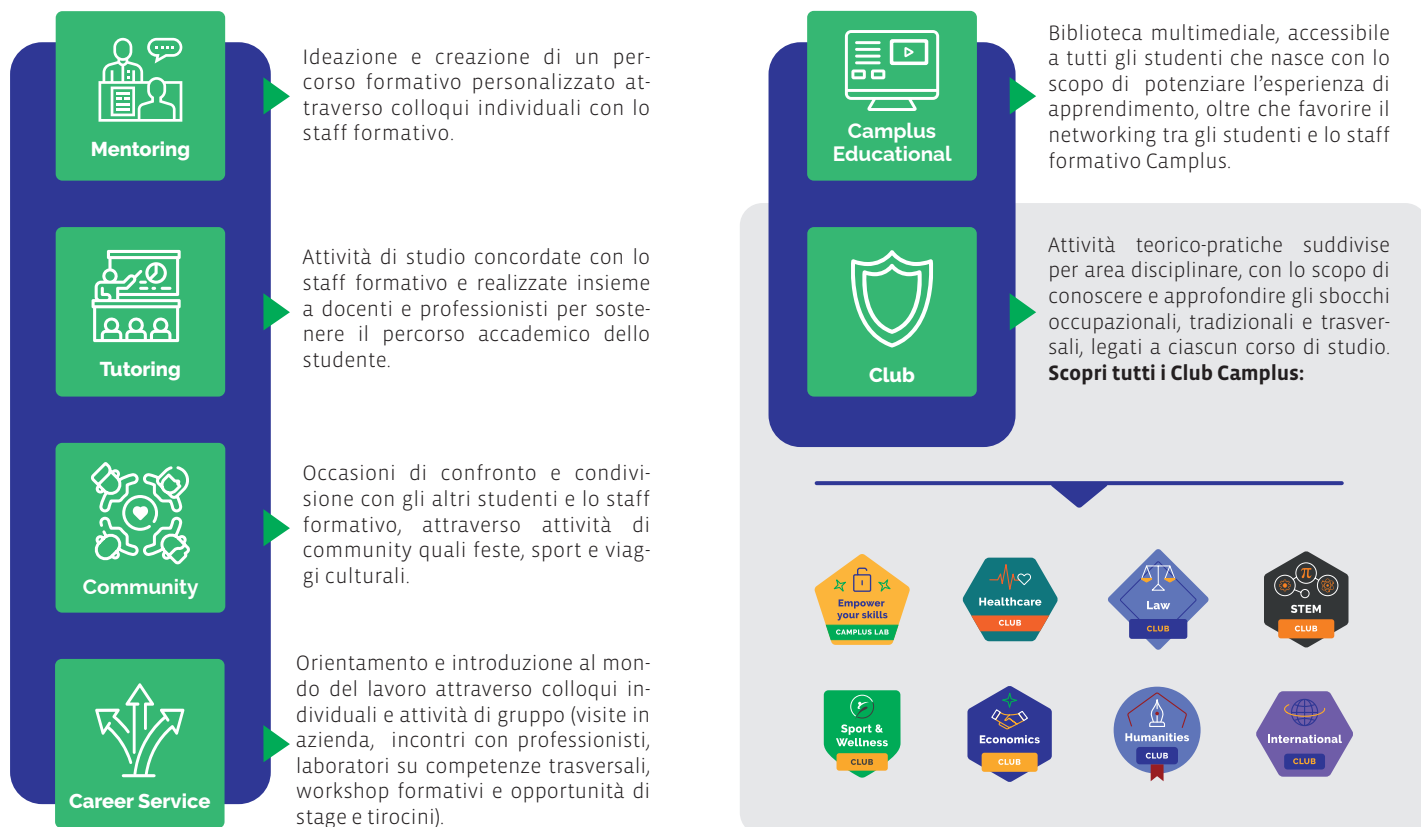 Mentoring
Ideazione e creazione di un per-
corso formativo personalizzato at-
traverso colloqui individuali con lo
staff formativo.
Tutoring
Attività di studio concordate con lo
staff formativo e realizzate insieme
a docenti e professionisti per soste-
nere il percorso accademico dello
studente.
Community
Occasioni di confronto e condivi-
sione con gli altri studenti e lo staff
formativo, attraverso attività di
community quali feste, sport e viag-
gi culturali.
Career Service
Orientamento e introduzione al mon-
do del lavoro attraverso colloqui in-
dividuali e attività di gruppo (visite in
azienda, incontri con professionisti,
laboratori su competenze trasversali,
workshop formativi e opportunità di
stage e tirocini).
Camplus
Educational
Biblioteca multimediale, accessibile
a tutti gli studenti che nasce con lo
scopo di potenziare l’esperienza di
apprendimento, oltre che favorire il
networking tra gli studenti e lo staff
formativo Camplus.
Club
Attività teorico-pratiche suddivise
per area disciplinare, con lo scopo di
conoscere e approfondire gli sbocchi
occupazionali, tradizionali e trasver-
sali, legati a ciascun corso di studio.
Scopri tutti i Club Camplus:
Empower
your skills
CAMPLUS LAB
Healthcare
CLUB
Law
CLUB
π
STEM
CLUB
Sport &
Wellness
CLUB
Economics
CLUB
Humanities
CLUB
International
CLUB